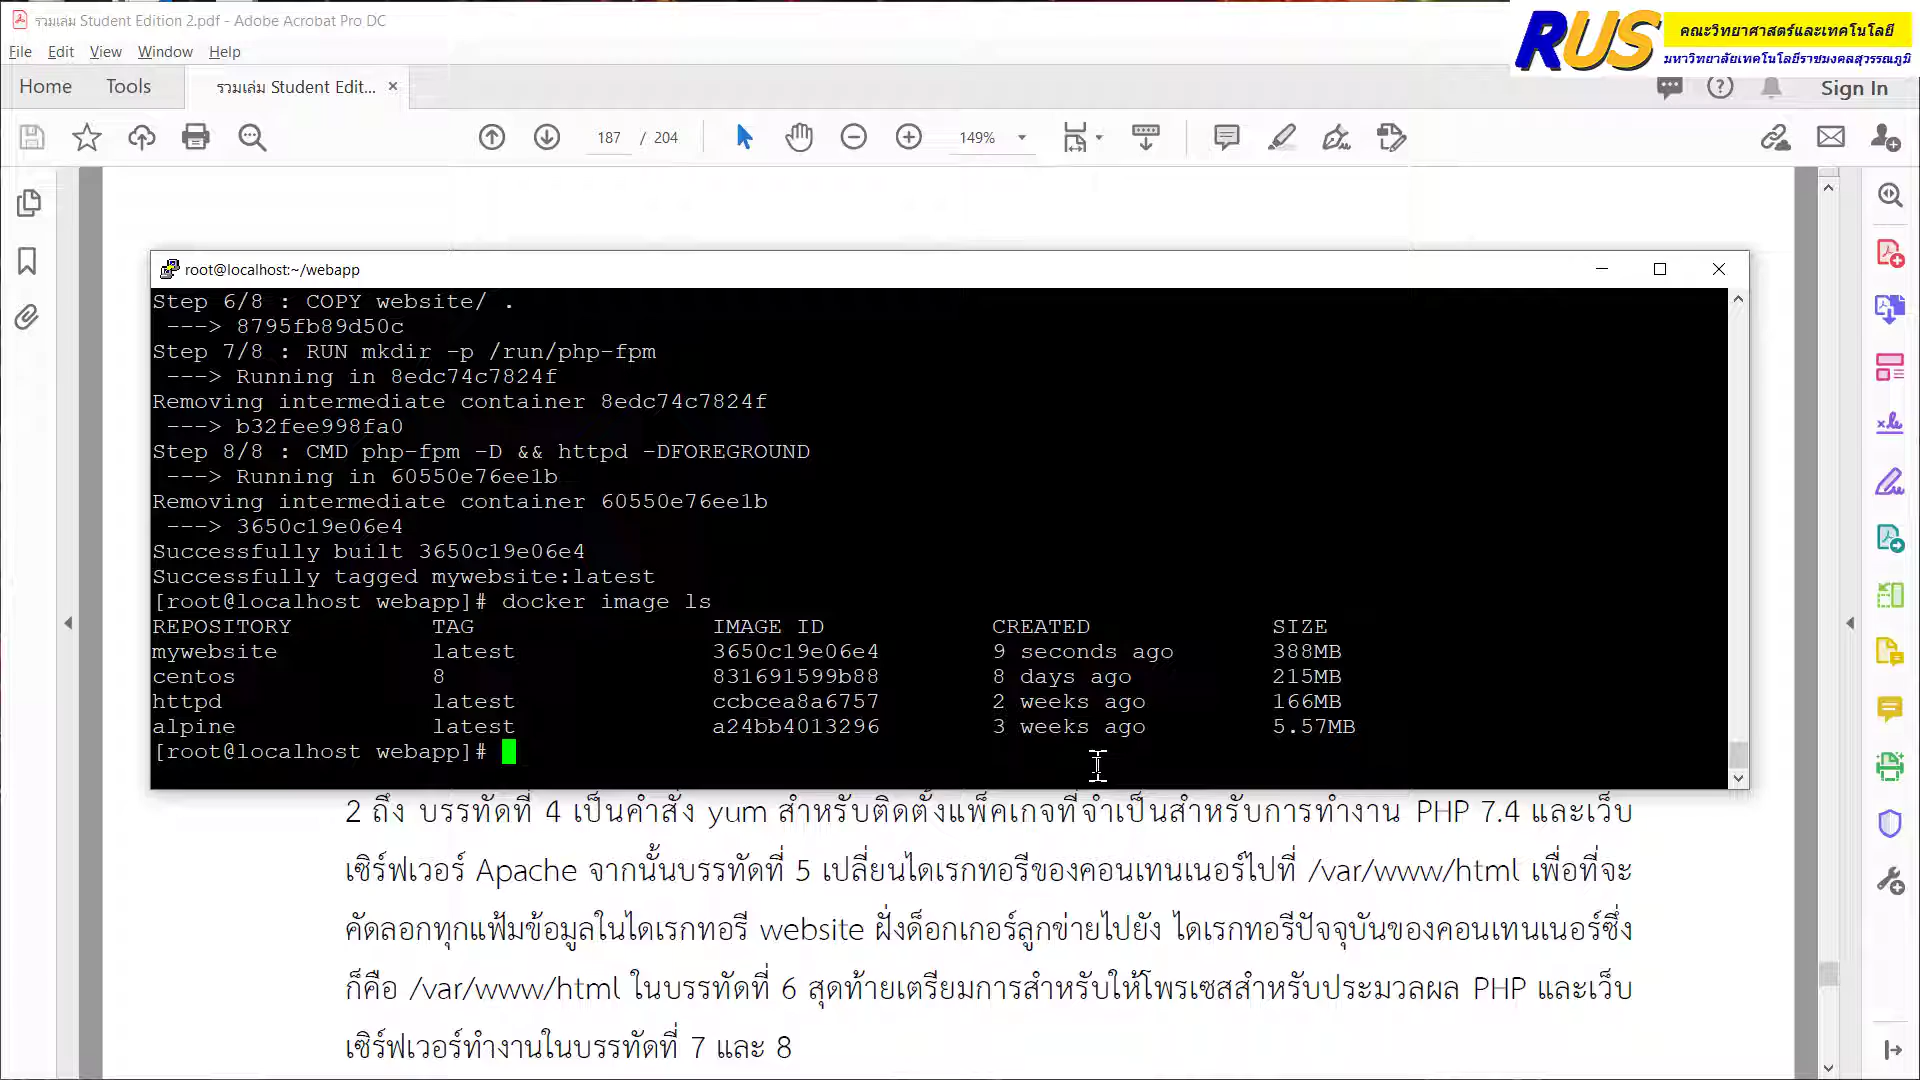 รวมเล่ม Student Edition 2.pdf - Adobe Acrobat Pro DC
RUS คณะวิทยาศาสตร์และเทคโนโลยี
มหาวิทยาลัยเทคโนโลยีราชมงคลสุวรรณภูมิ
File Edit View Window Help
Home Tools รวมเล่ม Student Edit... × Sign In
187 / 204 149%
root@localhost:~/webapp
Step 6/8 : COPY website/ .
---> 8795fb89d50c
Step 7/8 : RUN mkdir -p /run/php-fpm
---> Running in 8edc74c7824f
Removing intermediate container 8edc74c7824f
---> b32fee998fa0
Step 8/8 : CMD php-fpm -D && httpd -DFOREGROUND
---> Running in 60550e76ee1b
Removing intermediate container 60550e76ee1b
---> 3650c19e06e4
Successfully built 3650c19e06e4
Successfully tagged mywebsite:latest
[root@localhost webapp]# docker image ls
REPOSITORY TAG IMAGE ID CREATED SIZE
mywebsite latest 3650c19e06e4 9 seconds ago 388MB
centos 8 831691599b88 8 days ago 215MB
httpd latest ccbcea8a6757 2 weeks ago 166MB
alpine latest a24bb4013296 3 weeks ago 5.57MB
[root@localhost webapp]#
2 ถึง บรรทัดที่ 4 เป็นคำสั่ง yum สำหรับติดตั้งแพ็คเกจที่จำเป็นสำหรับการทำงาน PHP 7.4 และเว็บ
เซิร์ฟเวอร์ Apache จากนั้นบรรทัดที่ 5 เปลี่ยนไดเรกทอรีของคอนเทนเนอร์ไปที่ /var/www/html เพื่อที่จะ
คัดลอกทุกแฟ้มข้อมูลในไดเรกทอรี website ฝั่งด็อกเกอร์ลูกข่ายไปยัง ไดเรกทอรีปัจจุบันของคอนเทนเนอร์ซึ่ง
ก็คือ /var/www/html ในบรรทัดที่ 6 สุดท้ายเตรียมการสำหรับให้โพรเซสสำหรับประมวลผล PHP และเว็บ
เซิร์ฟเวอร์ทำงานในบรรทัดที่ 7 และ 8